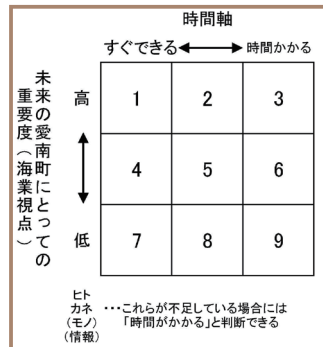 時間軸
すぐできる 時間かかる
未来の愛南町にとっての
重要度（海業視点）
高
低
1 2 3
4 5 6
7 8 9
ヒト
カネ
（モノ）
（情報）
・・・これらが不足している場合には
「時間がかかる」と判断できる